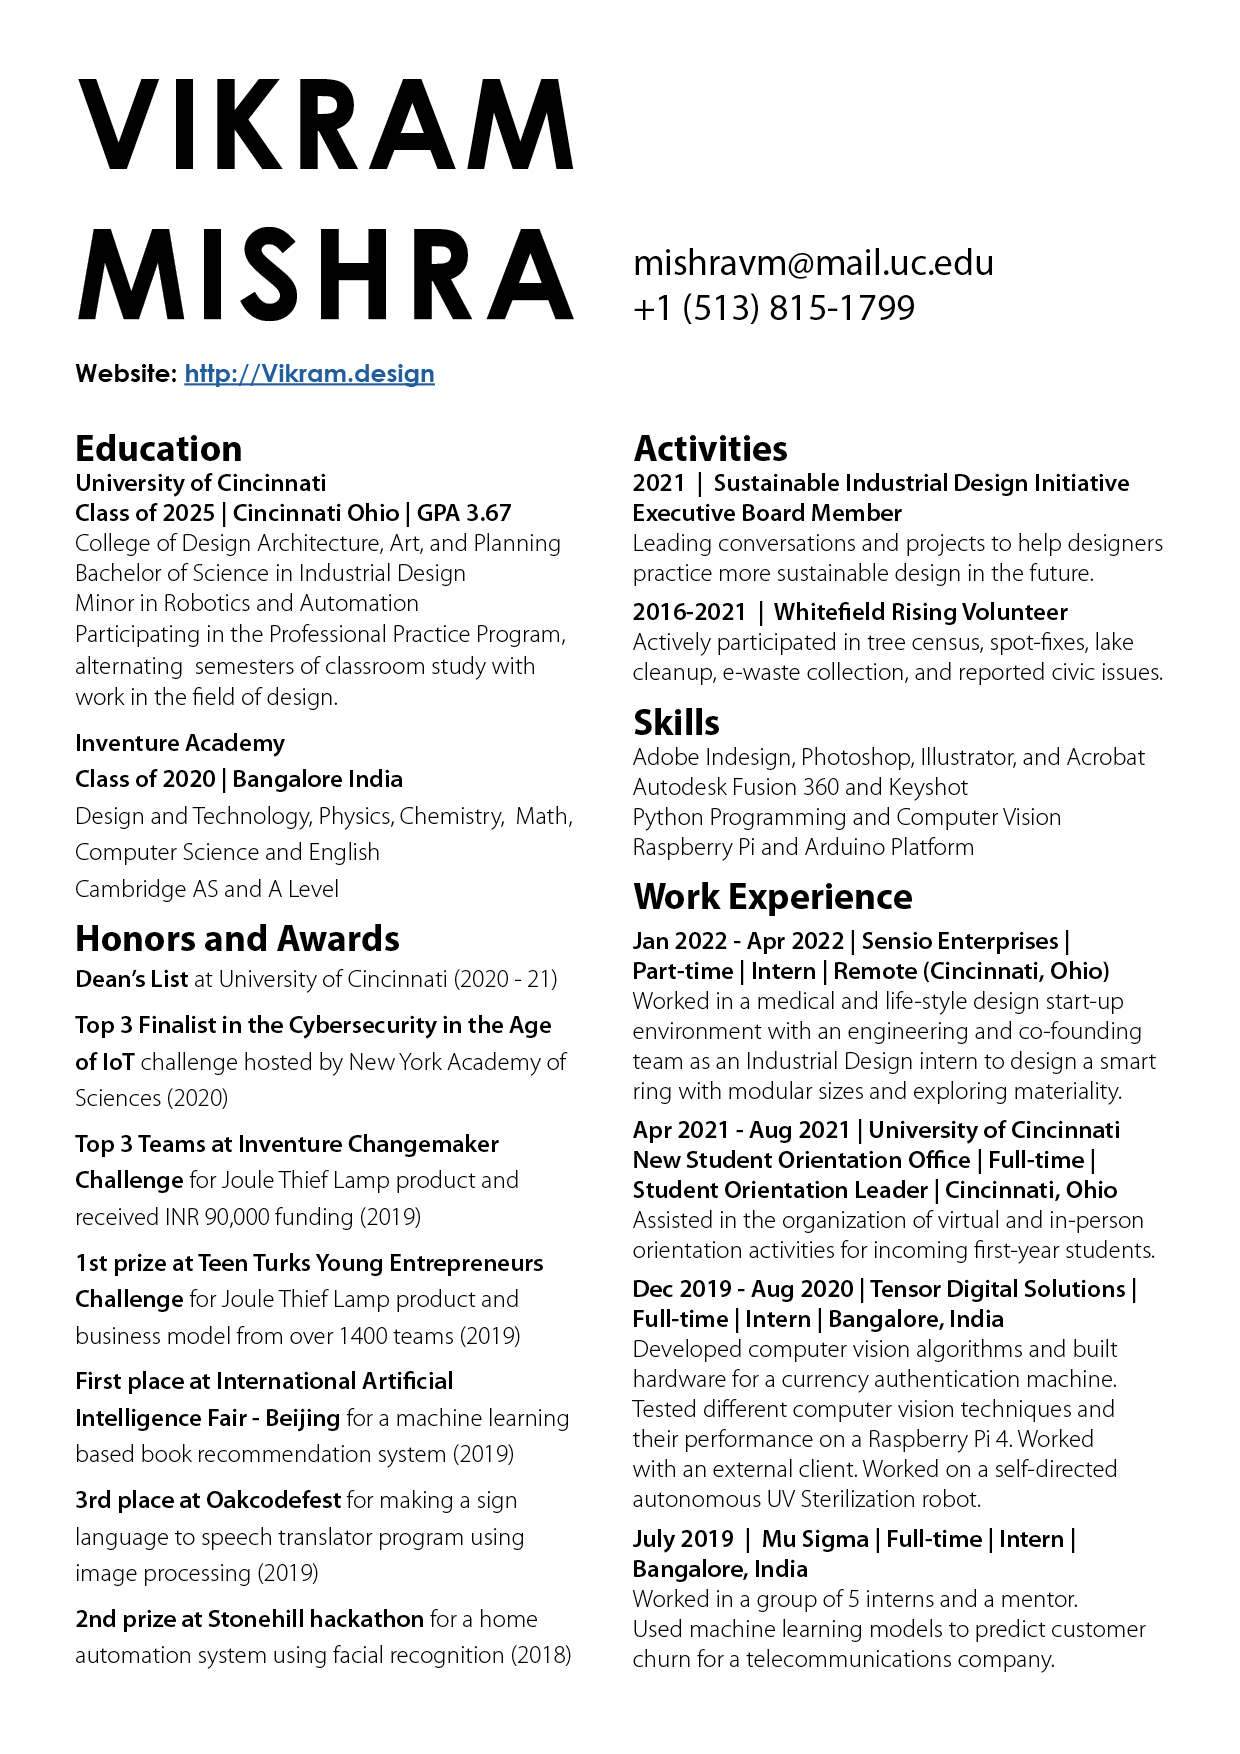 VIKRAM
MISHRA
mishravm@mail.uc.edu
+1 (513) 815-1799
Website: http://Vikram.design
Education
University of Cincinnati
Class of 2025 | Cincinnati Ohio | GPA 3.67
College of Design Architecture, Art, and Planning
Bachelor of Science in Industrial Design
Minor in Robotics and Automation
Participating in the Professional Practice Program,
alternating semesters of classroom study with
work in the field of design.
Inventure Academy
Class of 2020 | Bangalore India
Design and Technology, Physics, Chemistry, Math,
Computer Science and English
Cambridge AS and A Level
Honors and Awards
Dean’s List at University of Cincinnati (2020 - 21)
Top 3 Finalist in the Cybersecurity in the Age
of IoT challenge hosted by New York Academy of
Sciences (2020)
Top 3 Teams at Inventure Changemaker
Challenge for Joule Thief Lamp product and
received INR 90,000 funding (2019)
1st prize at Teen Turks Young Entrepreneurs
Challenge for Joule Thief Lamp product and
business model from over 1400 teams (2019)
First place at International Artificial
Intelligence Fair - Beijing for a machine learning
based book recommendation system (2019)
3rd place at Oakcodefest for making a sign
language to speech translator program using
image processing (2019)
2nd prize at Stonehill hackathon for a home
automation system using facial recognition (2018)
Activities
2021 | Sustainable Industrial Design Initiative
Executive Board Member
Leading conversations and projects to help designers
practice more sustainable design in the future.
2016-2021 | Whitefield Rising Volunteer
Actively participated in tree census, spot-fixes, lake
cleanup, e-waste collection, and reported civic issues.
Skills
Adobe Indesign, Photoshop, Illustrator, and Acrobat
Autodesk Fusion 360 and Keyshot
Python Programming and Computer Vision
Raspberry Pi and Arduino Platform
Work Experience
Jan 2022 - Apr 2022 | Sensio Enterprises |
Part-time | Intern | Remote (Cincinnati, Ohio)
Worked in a medical and life-style design start-up
environment with an engineering and co-founding
team as an Industrial Design intern to design a smart
ring with modular sizes and exploring materiality.
Apr 2021 - Aug 2021 | University of Cincinnati
New Student Orientation Office | Full-time |
Student Orientation Leader | Cincinnati, Ohio
Assisted in the organization of virtual and in-person
orientation activities for incoming first-year students.
Dec 2019 - Aug 2020 | Tensor Digital Solutions |
Full-time | Intern | Bangalore, India
Developed computer vision algorithms and built
hardware for a currency authentication machine.
Tested different computer vision techniques and
their performance on a Raspberry Pi 4. Worked
with an external client. Worked on a self-directed
autonomous UV Sterilization robot.
July 2019 | Mu Sigma | Full-time | Intern |
Bangalore, India
Worked in a group of 5 interns and a mentor.
Used machine learning models to predict customer
churn for a telecommunications company.